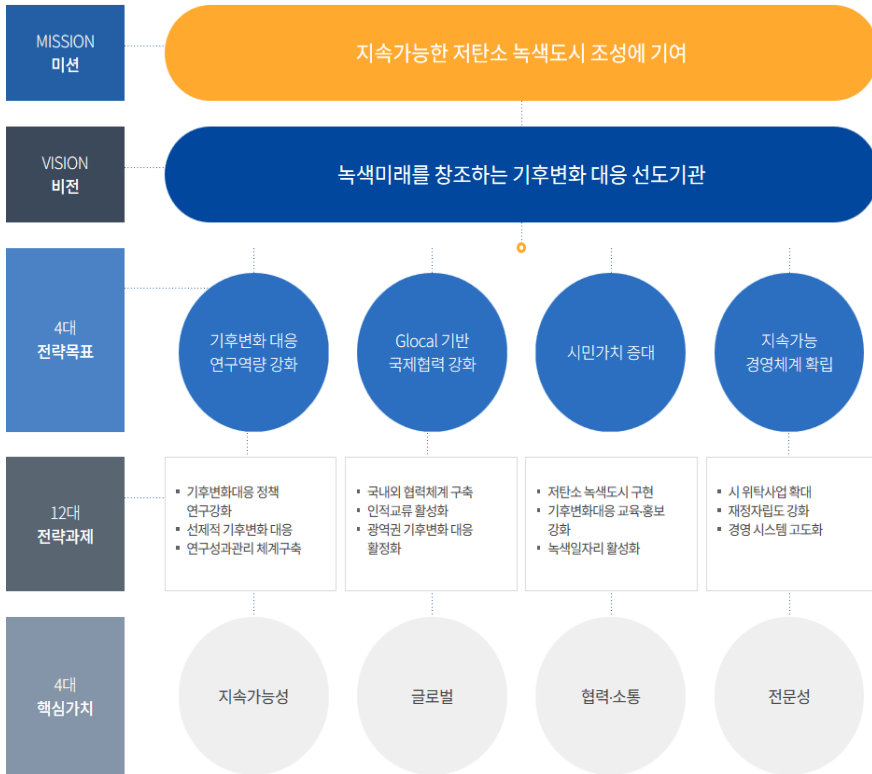 MISSION
미션
지속가능한 저탄소 녹색도시 조성에 기여
VISION
비전
녹색미래를 창조하는 기후변화 대응 선도기관
4대
전략목표
기후변화 대응
연구역량 강화
Glocal 기반
국제협력 강화
시민가치 증대
지속가능
경영체계 확립
12대
전략과제
▪ 기후변화대응 정책
연구강화
▪ 선제적 기후변화 대응
▪ 연구성과관리 체계구축
▪ 국내외 협력체계 구축
▪ 인적교류 활성화
▪ 광역권 기후변화 대응
활정화
▪ 저탄소 녹색도시 구현
▪ 기후변화대응 교육·홍보
강화
▪ 녹색일자리 활성화
▪ 시 위탁사업 확대
▪ 재정자립도 강화
▪ 경영 시스템 고도화
4대
핵심가치
지속가능성
글로벌
협력·소통
전문성